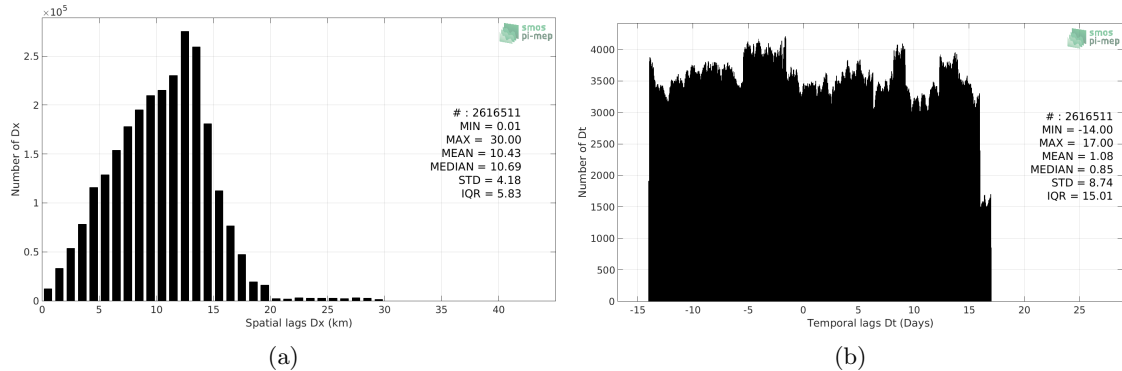 ×10⁵
2.5
2
1.5
1
0.5
0
Number of Dx
0 5 10 15 20 25 30 35 40
Spatial lags Dx (km)
smos
pi-mep
# : 2616511
MIN = 0.01
MAX = 30.00
MEAN = 10.43
MEDIAN = 10.69
STD = 4.18
IQR = 5.83
(a)
4000
3500
3000
2500
2000
1500
1000
500
0
Number of Dt
-15 -10 -5 0 5 10 15 20 25
Temporal lags Dt (Days)
smos
pi-mep
# : 2616511
MIN = -14.00
MAX = 17.00
MEAN = 1.08
MEDIAN = 0.85
STD = 8.74
IQR = 15.01
(b)